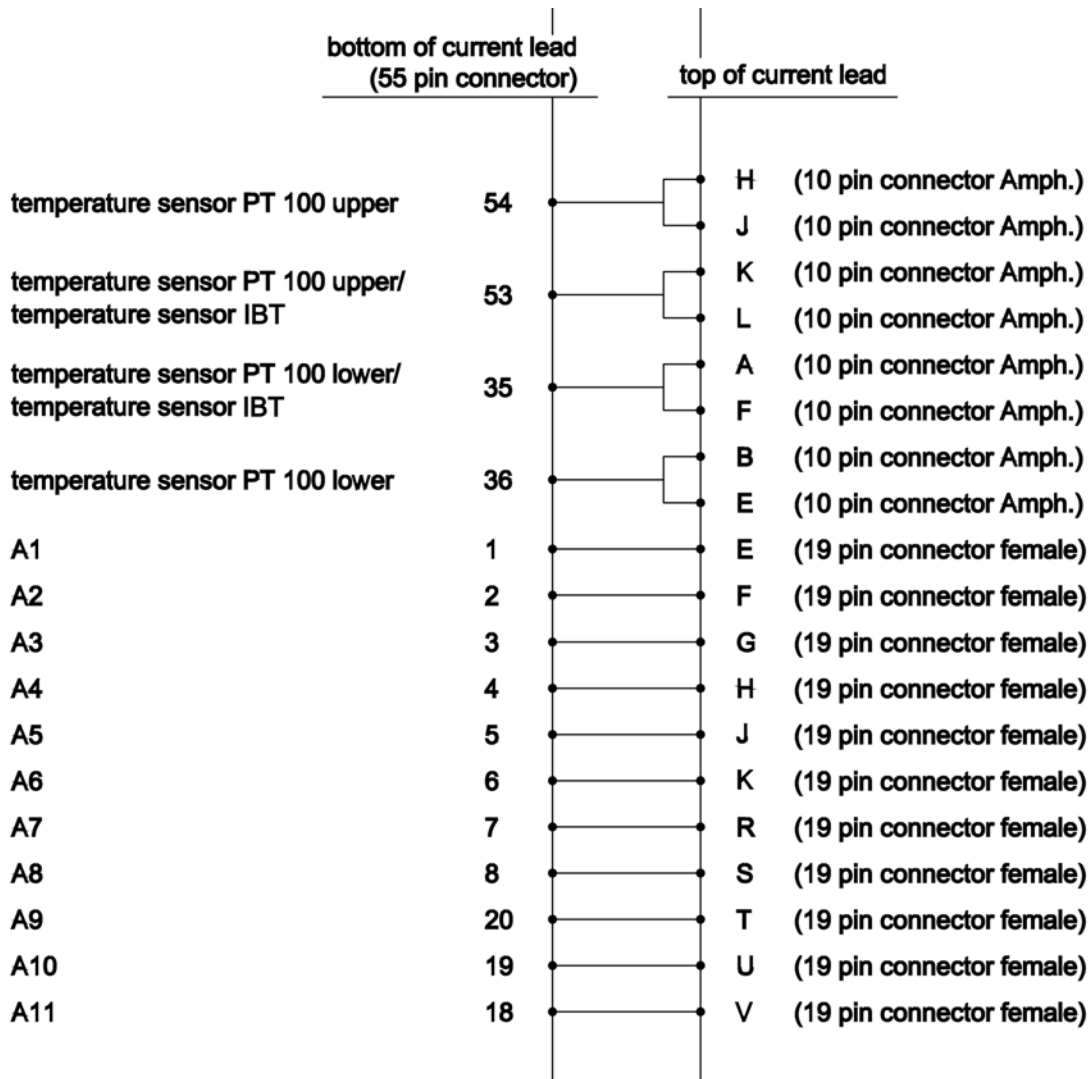 bottom of current lead
(55 pin connector)
top of current lead
H (10 pin connector Amph.)
temperature sensor PT 100 upper 54
J (10 pin connector Amph.)
K (10 pin connector Amph.)
temperature sensor PT 100 upper/
temperature sensor IBT
53
L (10 pin connector Amph.)
A (10 pin connector Amph.)
temperature sensor PT 100 lower/
temperature sensor IBT
35
F (10 pin connector Amph.)
B (10 pin connector Amph.)
temperature sensor PT 100 lower 36
E (10 pin connector Amph.)
A1 1 E (19 pin connector female)
A2 2 F (19 pin connector female)
A3 3 G (19 pin connector female)
A4 4 H (19 pin connector female)
A5 5 J (19 pin connector female)
A6 6 K (19 pin connector female)
A7 7 R (19 pin connector female)
A8 8 S (19 pin connector female)
A9 20 T (19 pin connector female)
A10 19 U (19 pin connector female)
A11 18 V (19 pin connector female)